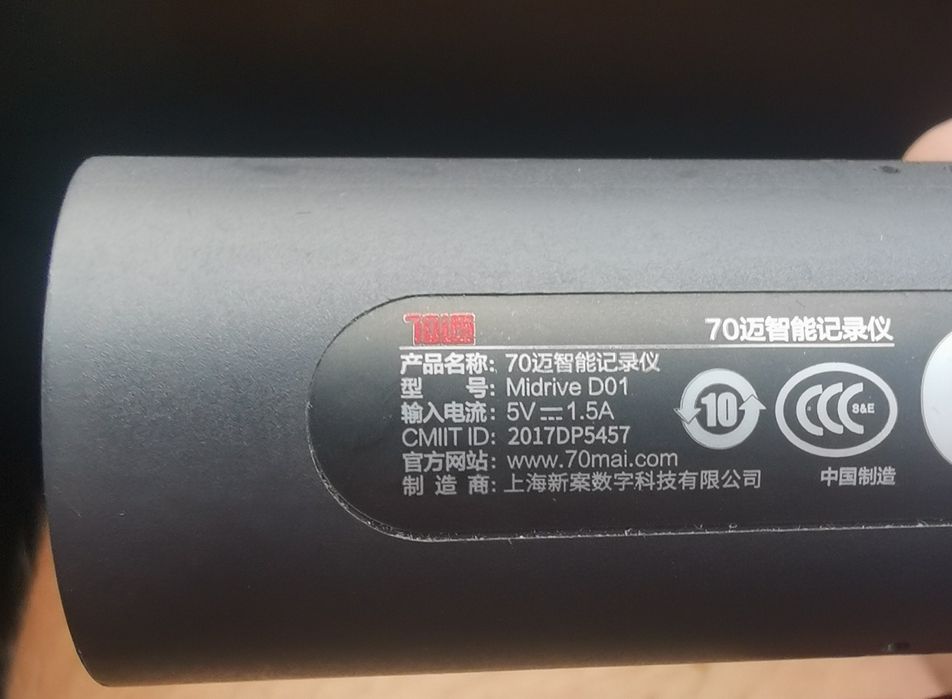 70迈
70迈智能记录仪
产品名称: 70迈智能记录仪
型 号: Midrive D01
输入电流: 5V⎓1.5A
CMIIT ID: 2017DP5457
官方网站: www.70mai.com
制 造 商: 上海新案数字科技有限公司
10
CCC S&E
中国制造